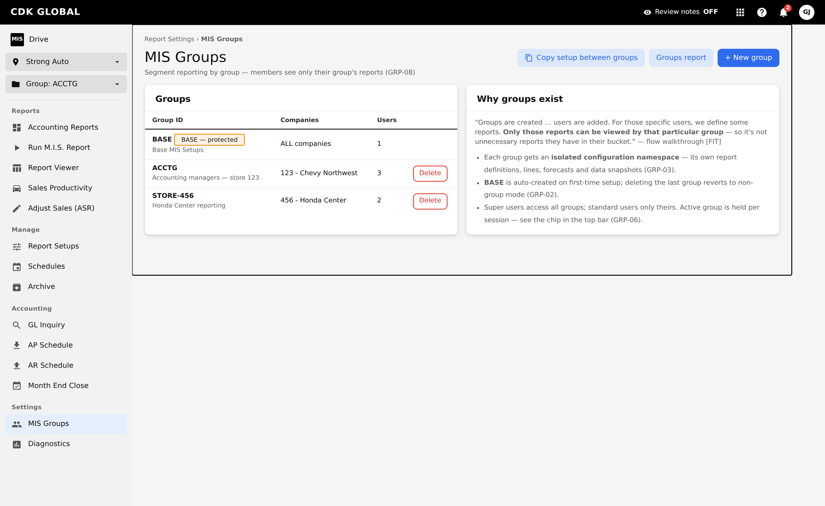 CDK GLOBAL
Review notes OFF
2
GJ
MIS Drive
Strong Auto
Group: ACCTG
Reports
Accounting Reports
Run M.I.S. Report
Report Viewer
Sales Productivity
Adjust Sales (ASR)
Manage
Report Setups
Schedules
Archive
Accounting
GL Inquiry
AP Schedule
AR Schedule
Month End Close
Settings
MIS Groups
Diagnostics
Report Settings › MIS Groups
MIS Groups
Segment reporting by group — members see only their group's reports (GRP-08)
Copy setup between groups
Groups report
+ New group
Groups
Group ID Companies Users
BASE BASE — protected
Base MIS Setups
ALL companies 1
ACCTG
Accounting managers — store 123
123 - Chevy Northwest 3 Delete
STORE-456
Honda Center reporting
456 - Honda Center 2 Delete
Why groups exist
“Groups are created … users are added. For those specific users, we define some
reports. Only those reports can be viewed by that particular group — so it's not
unnecessary reports they have in their bucket.” — flow walkthrough [FIT]
• Each group gets an isolated configuration namespace — its own report
definitions, lines, forecasts and data snapshots (GRP-03).
• BASE is auto-created on first-time setup; deleting the last group reverts to non-
group mode (GRP-02).
• Super users access all groups; standard users only theirs. Active group is held per
session — see the chip in the top bar (GRP-06).